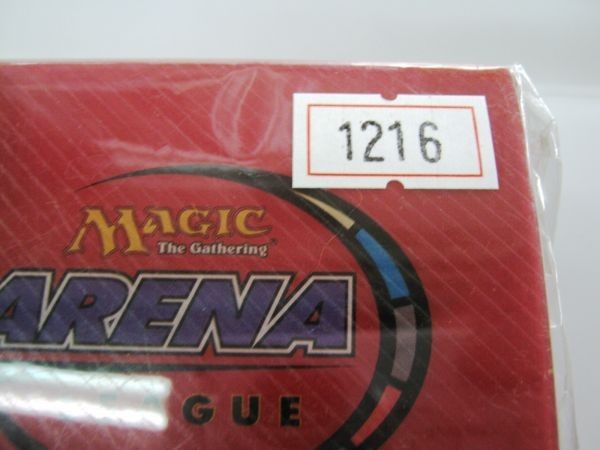 1216
MAGIC
The Gathering
ARENA
GUE